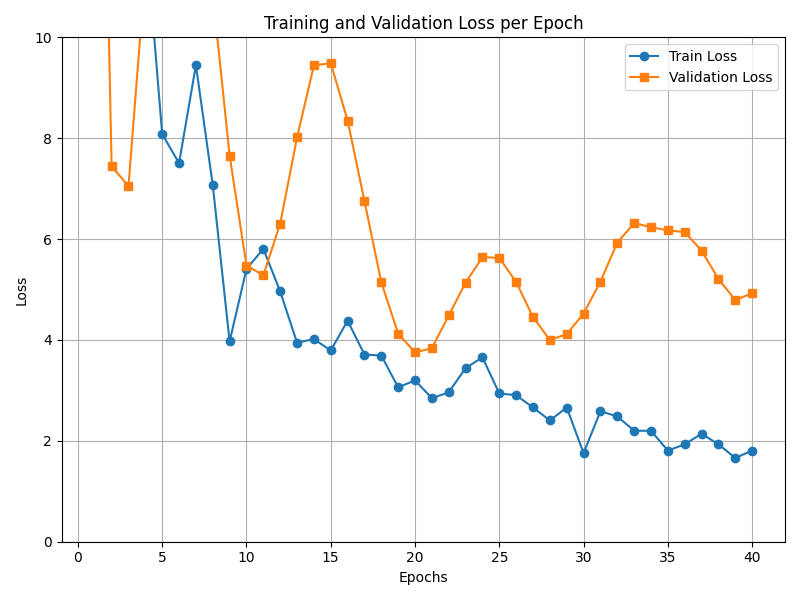 Training and Validation Loss per Epoch
Train Loss
Validation Loss
10
8
6
4
2
0
Loss
0 5 10 15 20 25 30 35 40
Epochs